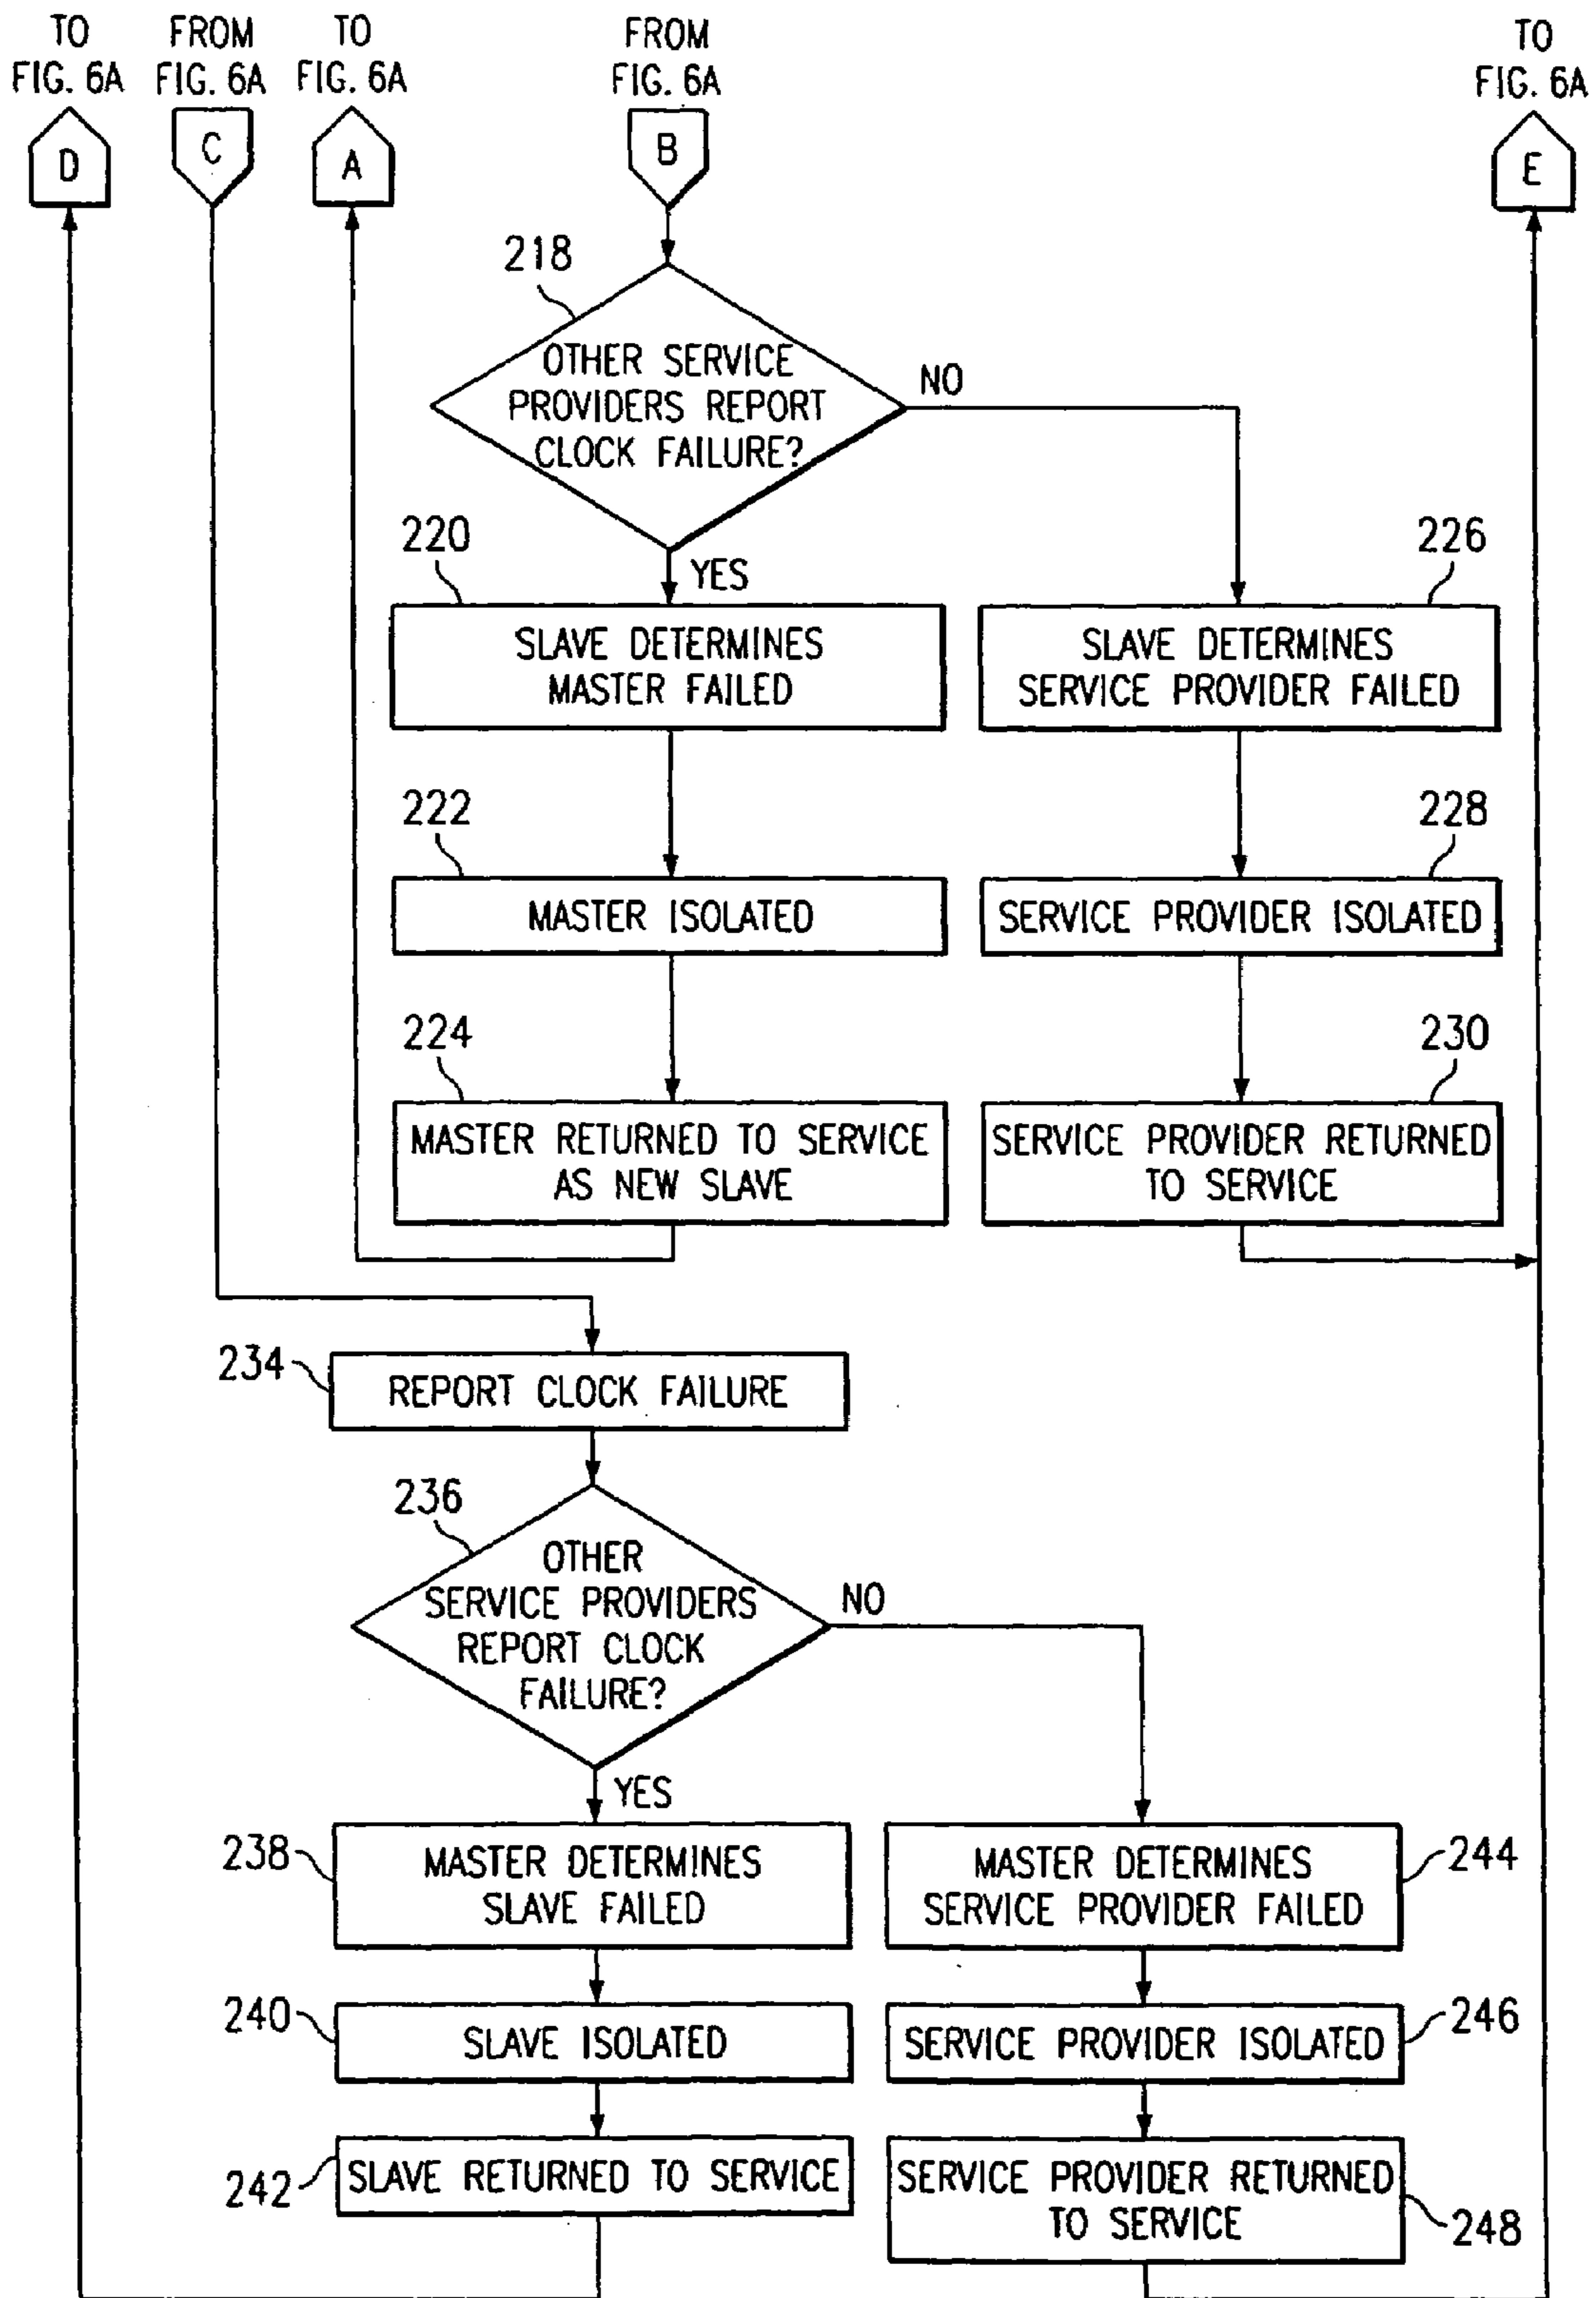 TO
FIG. 6A
FROM
FIG. 6A
TO
FIG. 6A
FROM
FIG. 6A
TO
FIG. 6A
D
C
A
B
E
218
OTHER SERVICE
PROVIDERS REPORT
CLOCK FAILURE?
NO
YES
220
SLAVE DETERMINES
MASTER FAILED
226
SLAVE DETERMINES
SERVICE PROVIDER FAILED
222
MASTER ISOLATED
228
SERVICE PROVIDER ISOLATED
224
MASTER RETURNED TO SERVICE
AS NEW SLAVE
230
SERVICE PROVIDER RETURNED
TO SERVICE
234
REPORT CLOCK FAILURE
236
OTHER
SERVICE PROVIDERS
REPORT CLOCK
FAILURE?
NO
YES
238
MASTER DETERMINES
SLAVE FAILED
MASTER DETERMINES
SERVICE PROVIDER FAILED
244
240
SLAVE ISOLATED
SERVICE PROVIDER ISOLATED
246
242
SLAVE RETURNED TO SERVICE
SERVICE PROVIDER RETURNED
TO SERVICE
248